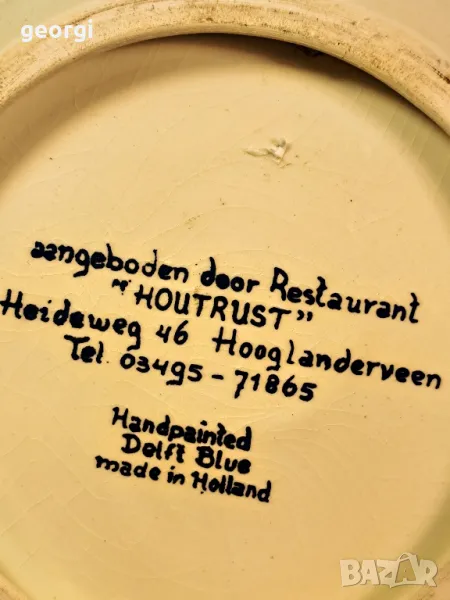 georgi
aangeboden door Restaurant
"HOUTRUST"
Heideweg 46 Hooglanderveen
Tel. 03495-71865
Handpainted
Delft Blue
made in Holland
BAZAR